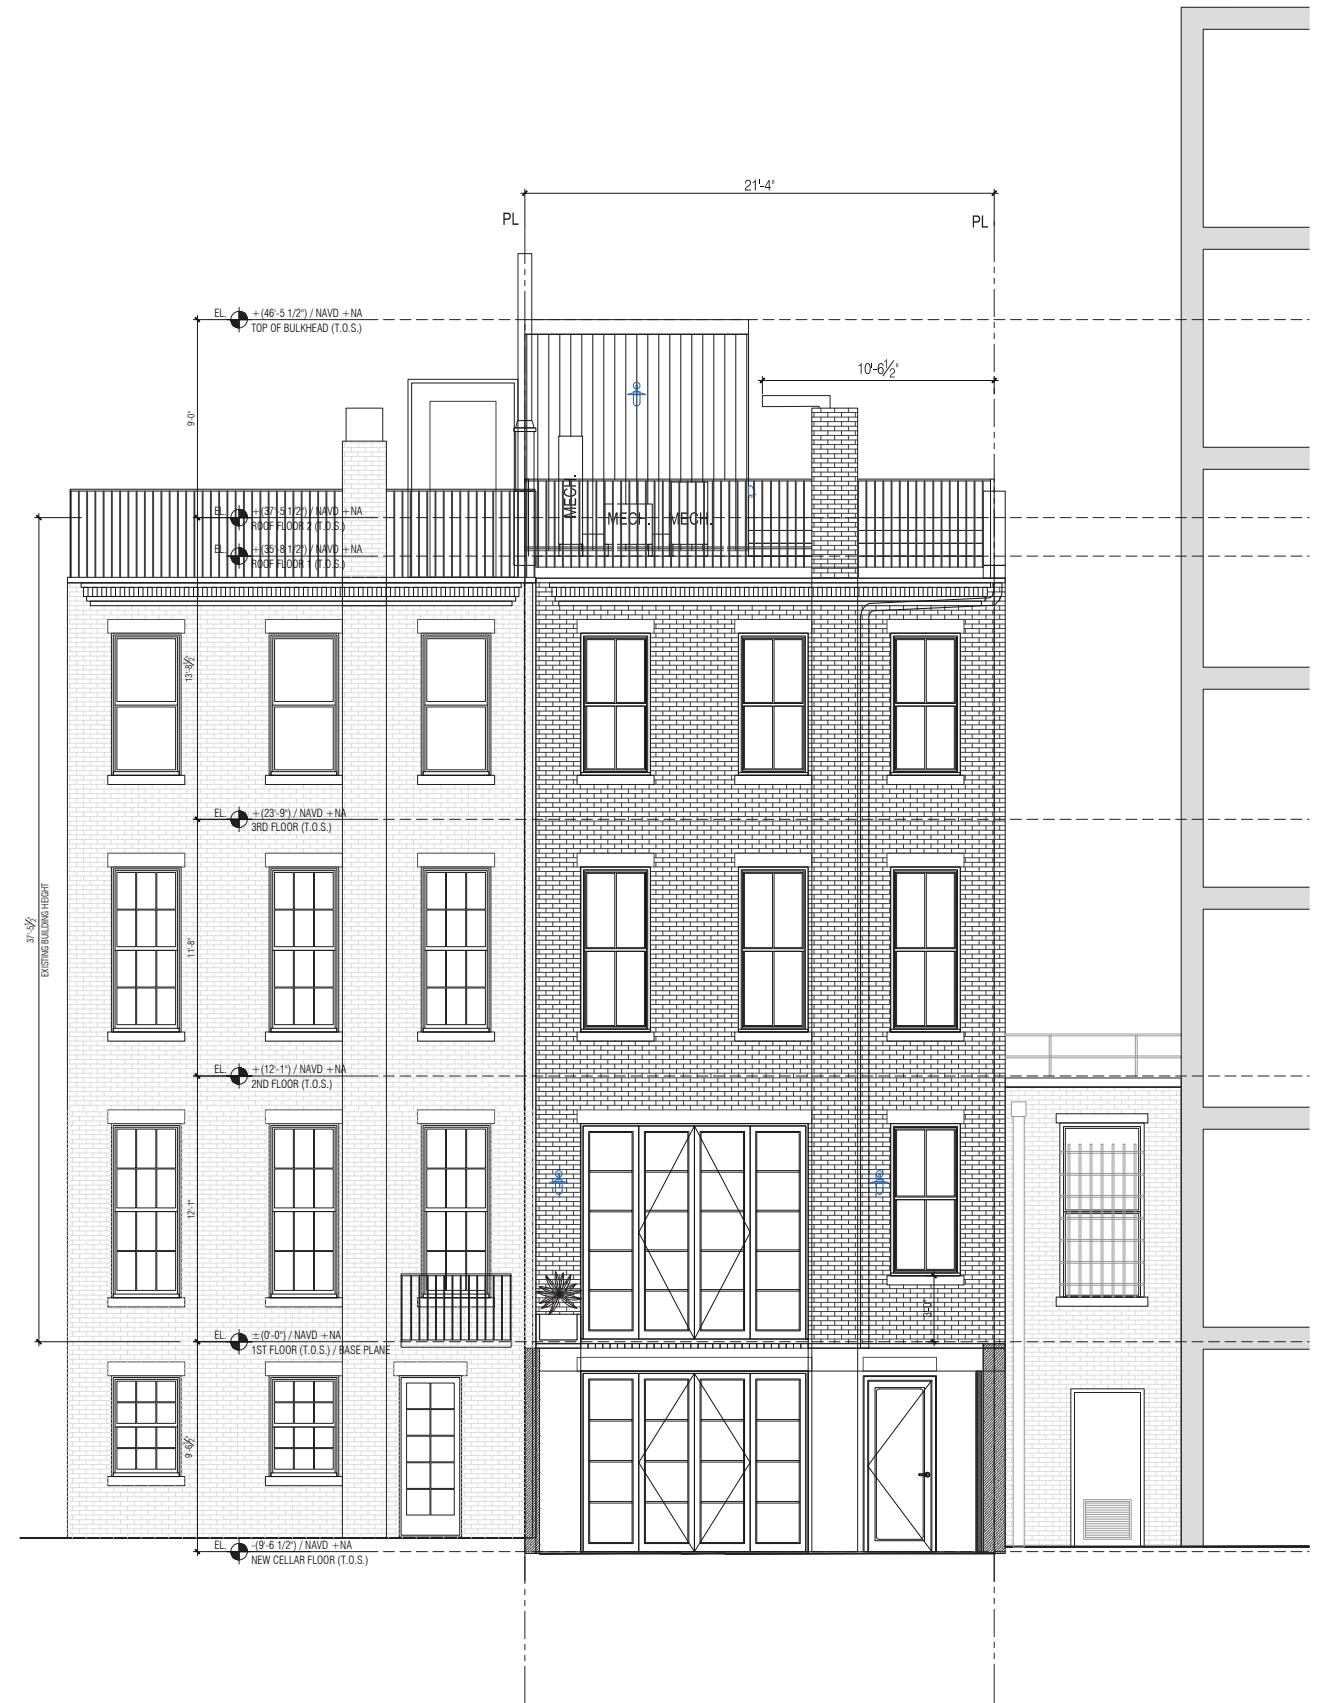 21'-4"
PL
PL
EL. +(46'-5 1/2") / NAVD +NA
TOP OF BULKHEAD (T.O.S.)
10'-6½"
9'-0"
MECH.
MECH.
MECH.
EL. +(37'-5 1/2") / NAVD +NA
ROOF FLOOR 2 (T.O.S.)
EL. +(35'-8 1/2") / NAVD +NA
ROOF FLOOR 1 (T.O.S.)
13'-8½"
EL. +(23'-9") / NAVD +NA
3RD FLOOR (T.O.S.)
37'-5½"
EXISTING BUILDING HEIGHT
11'-8"
EL. +(12'-1") / NAVD +NA
2ND FLOOR (T.O.S.)
12'-1"
3'-0"
EL. ±(0'-0") / NAVD +NA
1ST FLOOR (T.O.S.) / BASE PLANE
9'-6½"
EL. -(9'-6 1/2") / NAVD +NA
NEW CELLAR FLOOR (T.O.S.)